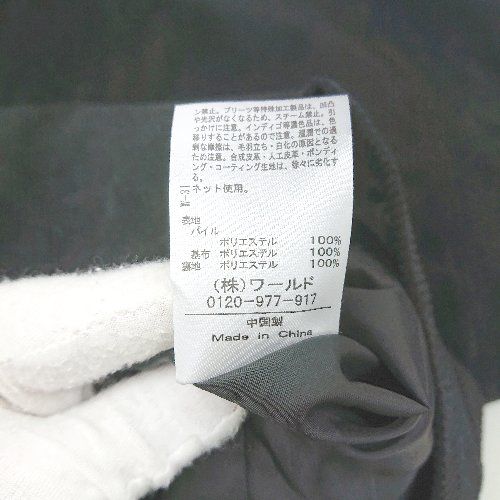 ン禁止。プリーツ等特殊加工製品は、凹凸
や光沢がなくなるため、スチーム禁止。引
っかけに注意。インディゴ等濃色品は、色
移りすることがあるので注意。湿潤での過
剰な摩擦は、毛羽立ち・白化の原因となる
ため注意。合成皮革・人工皮革・ボンディ
ング・コーティング生地は、徐々に劣化す
る。
ネット使用。
表地
パイル
ポリエステル 100%
基布 ポリエステル 100%
裏地 ポリエステル 100%
(株)ワールド
0120-977-917
中国製
Made in China